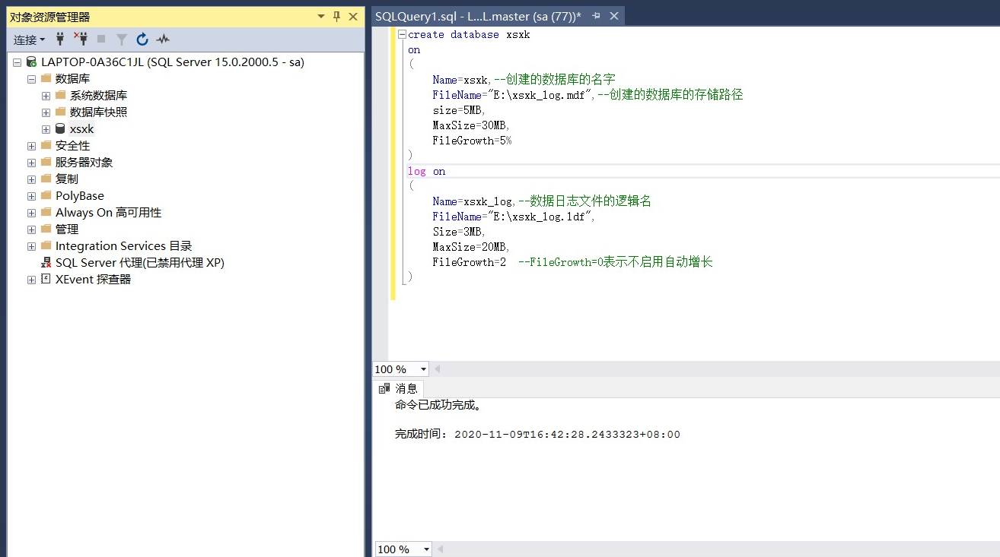 对象资源管理器
连接
LAPTOP-0A36C1JL (SQL Server 15.0.2000.5 - sa)
数据库
系统数据库
数据库快照
xsxk
安全性
服务器对象
复制
PolyBase
Always On 高可用性
管理
Integration Services 目录
SQL Server 代理(已禁用代理 XP)
XEvent 探查器
SQLQuery1.sql - L...L.master (sa (77))*
create database xsxk
on
(
Name=xsxk,--创建的数据库的名字
FileName="E:\xsxk_log.mdf",--创建的数据库的存储路径
size=5MB,
MaxSize=30MB,
FileGrowth=5%
)
log on
(
Name=xsxk_log,--数据日志文件的逻辑名
FileName="E:\xsxk_log.ldf",
Size=3MB,
MaxSize=20MB,
FileGrowth=2 --FileGrowth=0表示不启用自动增长
)
100 %
消息
命令已成功完成。
完成时间: 2020-11-09T16:42:28.2433323+08:00
100 %